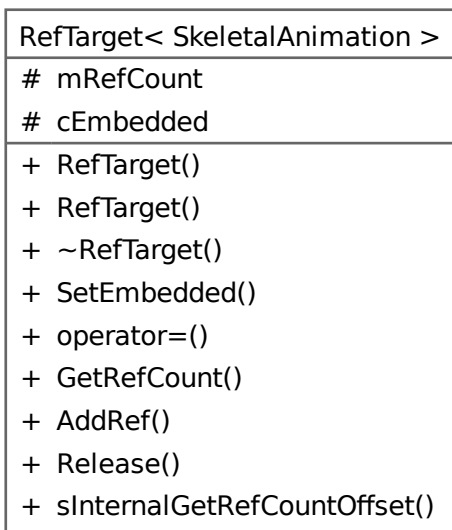 RefTarget< SkeletalAnimation >
# mRefCount
# cEmbedded
+ RefTarget()
+ RefTarget()
+ ~RefTarget()
+ SetEmbedded()
+ operator=()
+ GetRefCount()
+ AddRef()
+ Release()
+ sInternalGetRefCountOffset()